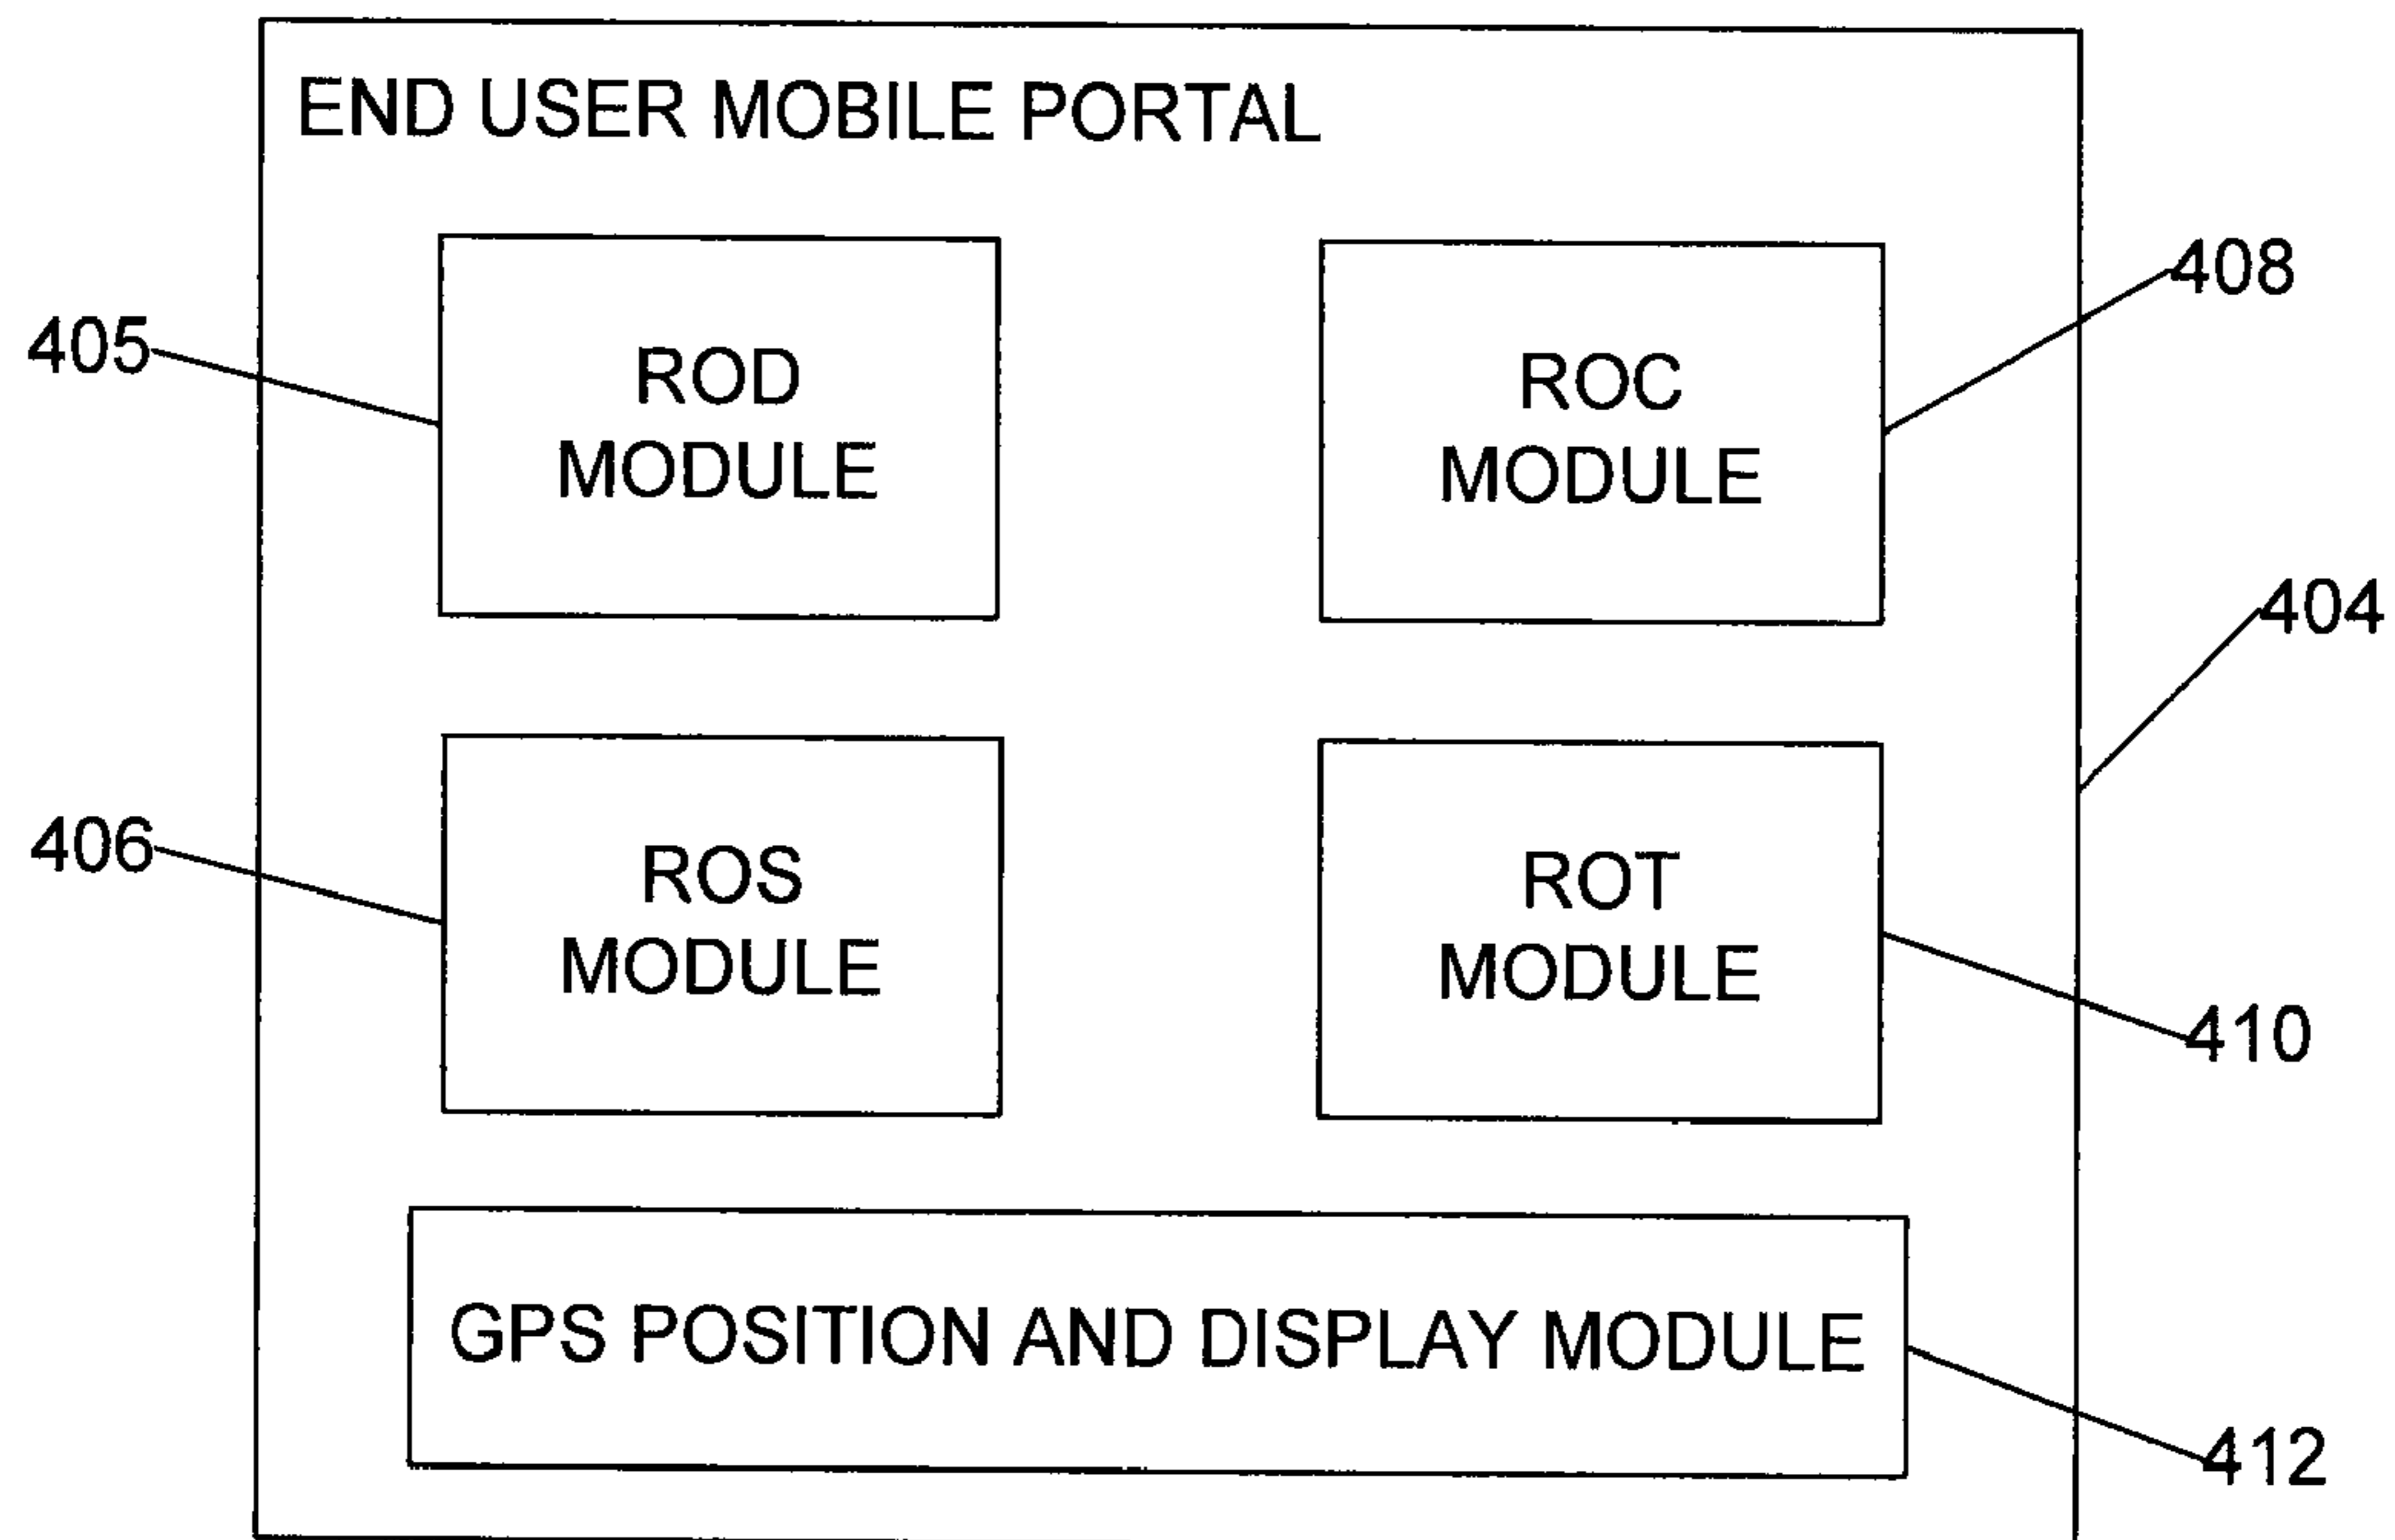 END USER MOBILE PORTAL
405
ROD
MODULE
ROC
MODULE
408
404
406
ROS
MODULE
ROT
MODULE
410
GPS POSITION AND DISPLAY MODULE
412